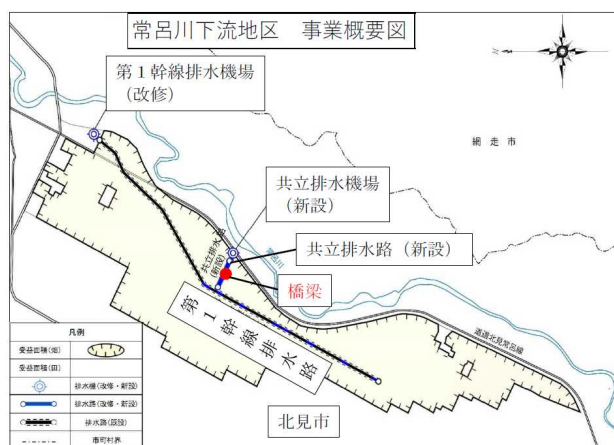 常呂川下流地区　事業概要図
第１幹線排水機場
（改修）
網走市
共立排水機場
（新設）
常呂川
共立排水路
（新設）
共立排水路（新設）
橋梁
第１幹線排水路
道道北見常呂線
北見市
凡例
受益面積(畑)
受益面積(田)
排水機(改修・新設)
排水路(改修・新設)
排水路(既設)
市町村界